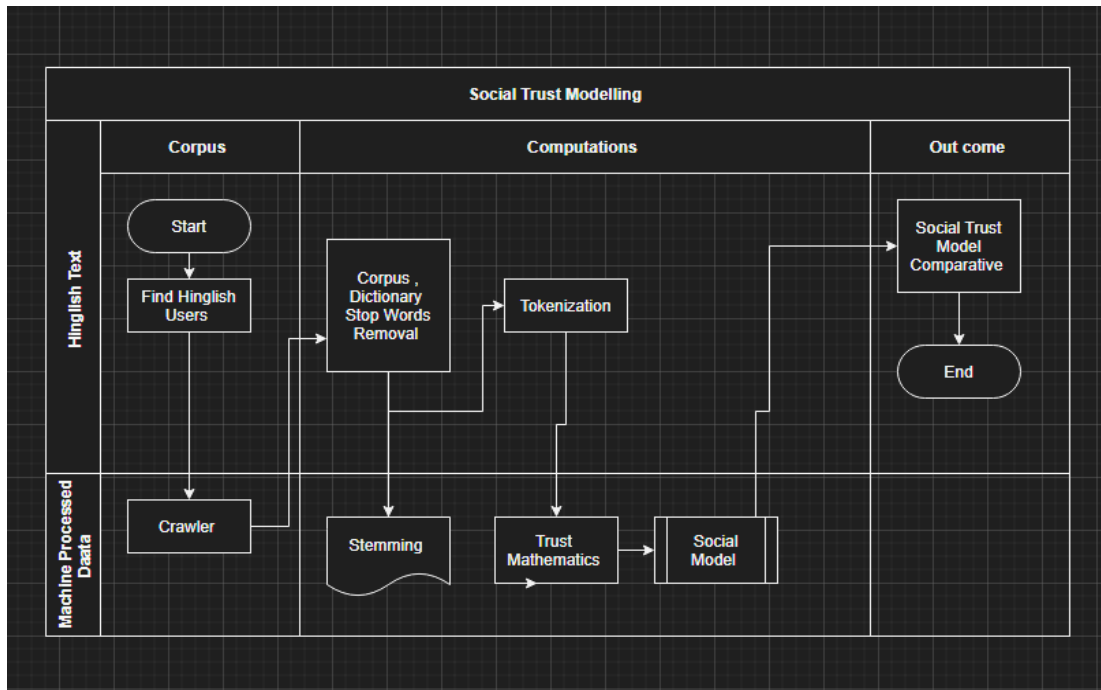 Social Trust Modelling
Corpus
Computations
Out come
Hinglish Text
Start
Find Hinglish
Users
Corpus ,
Dictionary
Stop Words
Removal
Tokenization
Social Trust
Model
Comparative
End
Machine Processed
Daata
Crawler
Stemming
Trust
Mathematics
Social
Model